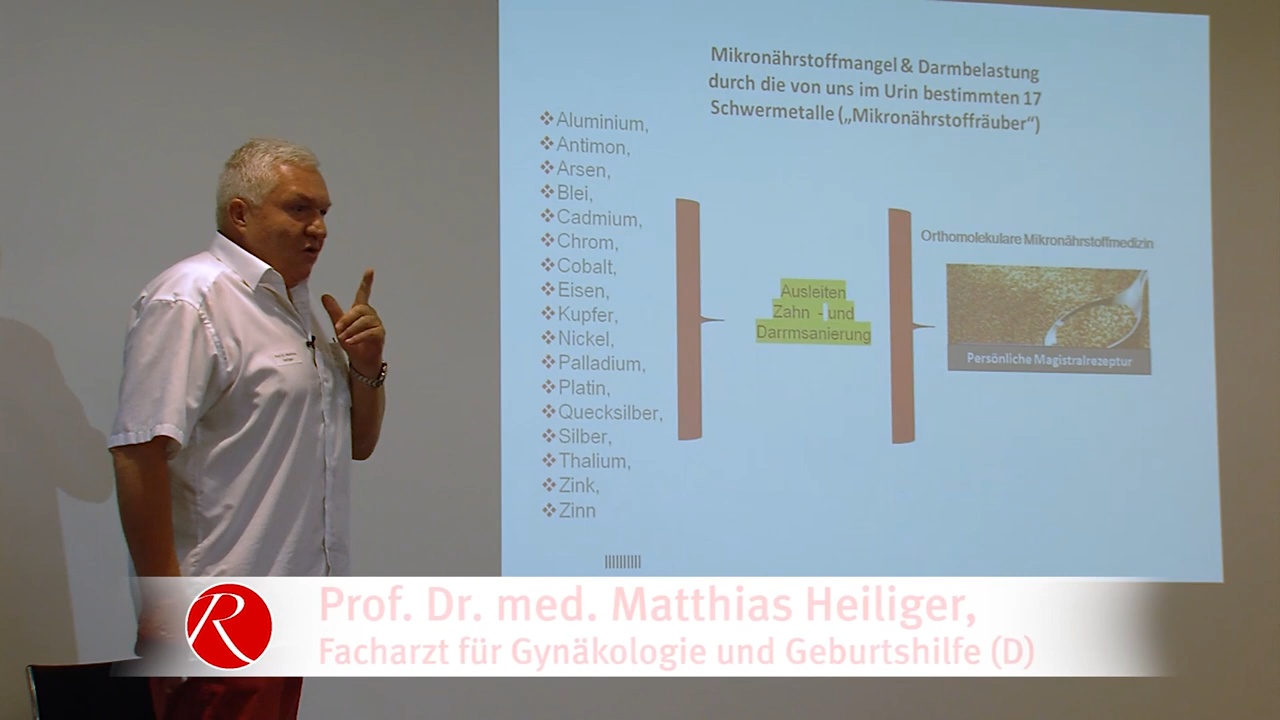 Mikronährstoffmangel & Darmbelastung
durch die von uns im Urin bestimmten 17
Schwermetalle („Mikronährstoffräuber“)
Aluminium,
Antimon,
Arsen,
Blei,
Cadmium,
Chrom,
Cobalt,
Eisen,
Kupfer,
Nickel,
Palladium,
Platin,
Quecksilber,
Silber,
Thalium,
Zink,
Zinn
Ausleiten
Zahn - und
Darrmsanierung
Orthomolekulare Mikronährstoffmedizin
Persönliche Magistralrezeptur
R
Prof. Dr. med. Matthias Heiliger,
Facharzt für Gynäkologie und Geburtshilfe (D)